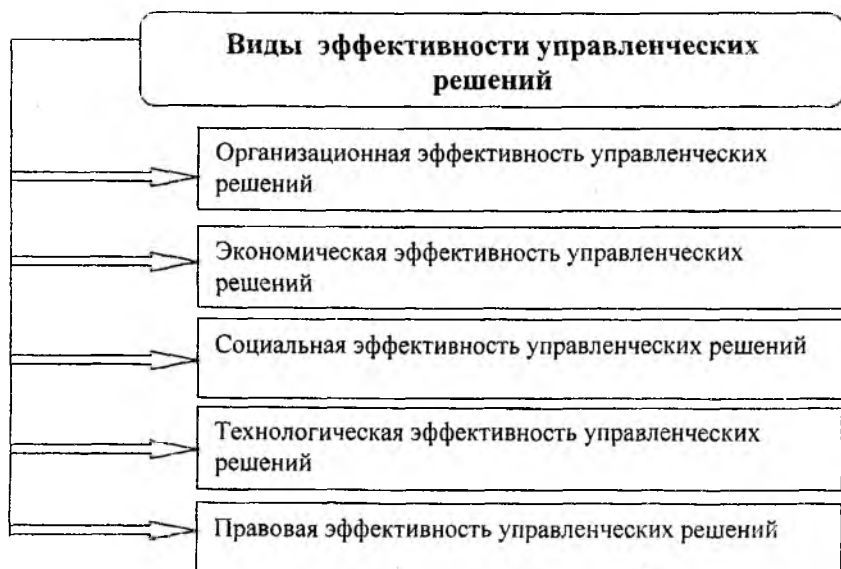 Виды эффективности управленческих
решений
Организационная эффективность управленческих
решений
Экономическая эффективность управленческих
решений
Социальная эффективность управленческих решений
Технологическая эффективность управленческих
решений
Правовая эффективность управленческих решений